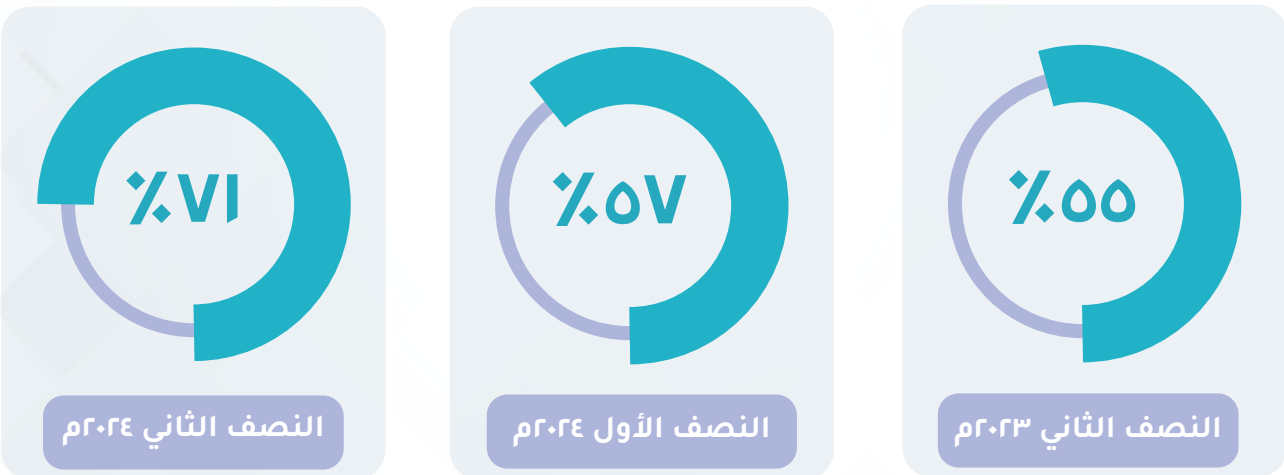 ٥٥٪
النصف الثاني ٢٠٢٣م
٥٧٪
النصف الأول ٢٠٢٤م
٧١٪
النصف الثاني ٢٠٢٤م